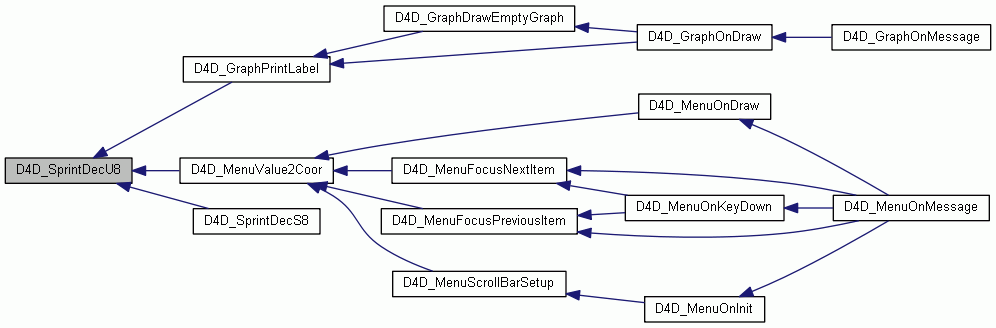 D4D_GraphDrawEmptyGraph
D4D_GraphOnDraw
D4D_GraphOnMessage
D4D_GraphPrintLabel
D4D_MenuOnDraw
D4D_SprintDecU8
D4D_MenuValue2Coor
D4D_MenuFocusNextItem
D4D_SprintDecS8
D4D_MenuFocusPreviousItem
D4D_MenuOnKeyDown
D4D_MenuOnMessage
D4D_MenuScrollBarSetup
D4D_MenuOnInit